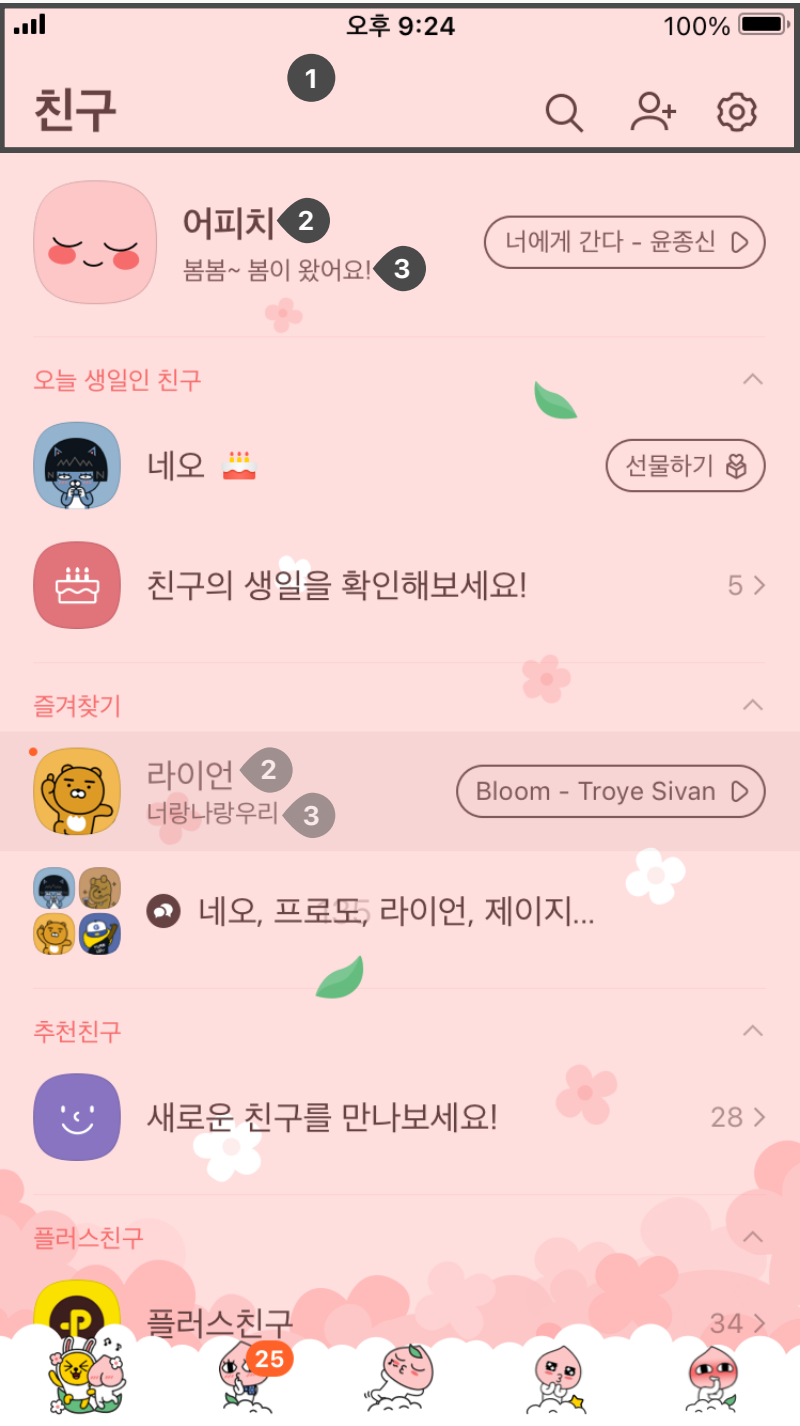 오후 9:24
100%
1
친구
어피치 2
너에게 간다 - 윤종신
봄봄~ 봄이 왔어요! 3
오늘 생일인 친구
네오
선물하기
친구의 생일을 확인해보세요!
5
즐겨찾기
라이언 2
Bloom - Troye Sivan
너랑나랑우리 3
네오, 프로도, 라이언, 제이지...
추천친구
새로운 친구를 만나보세요!
28
플러스친구
P
플러스친구
34
25